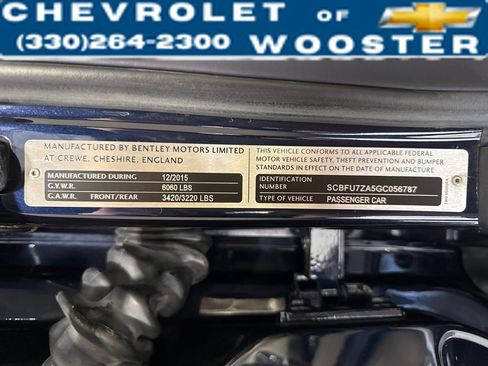 CHEVROLET OF
(330)264-2300 WOOSTER
MANUFACTURED BY BENTLEY MOTORS LIMITED
AT CREWE, CHESHIRE, ENGLAND
MANUFACTURED DURING 12/2015
G.V.W.R. 6060 LBS
G.A.W.R. FRONT/REAR 3420/3220 LBS
THIS VEHICLE CONFORMS TO ALL APPLICABLE FEDERAL
MOTOR VEHICLE SAFETY, THEFT PREVENTION AND BUMPER
STANDARDS IN EFFECT ON THE DATE OF MANUFACTURE
IDENTIFICATION
NUMBER SCBFU7ZA5GC056787
TYPE OF VEHICLE PASSENGER CAR